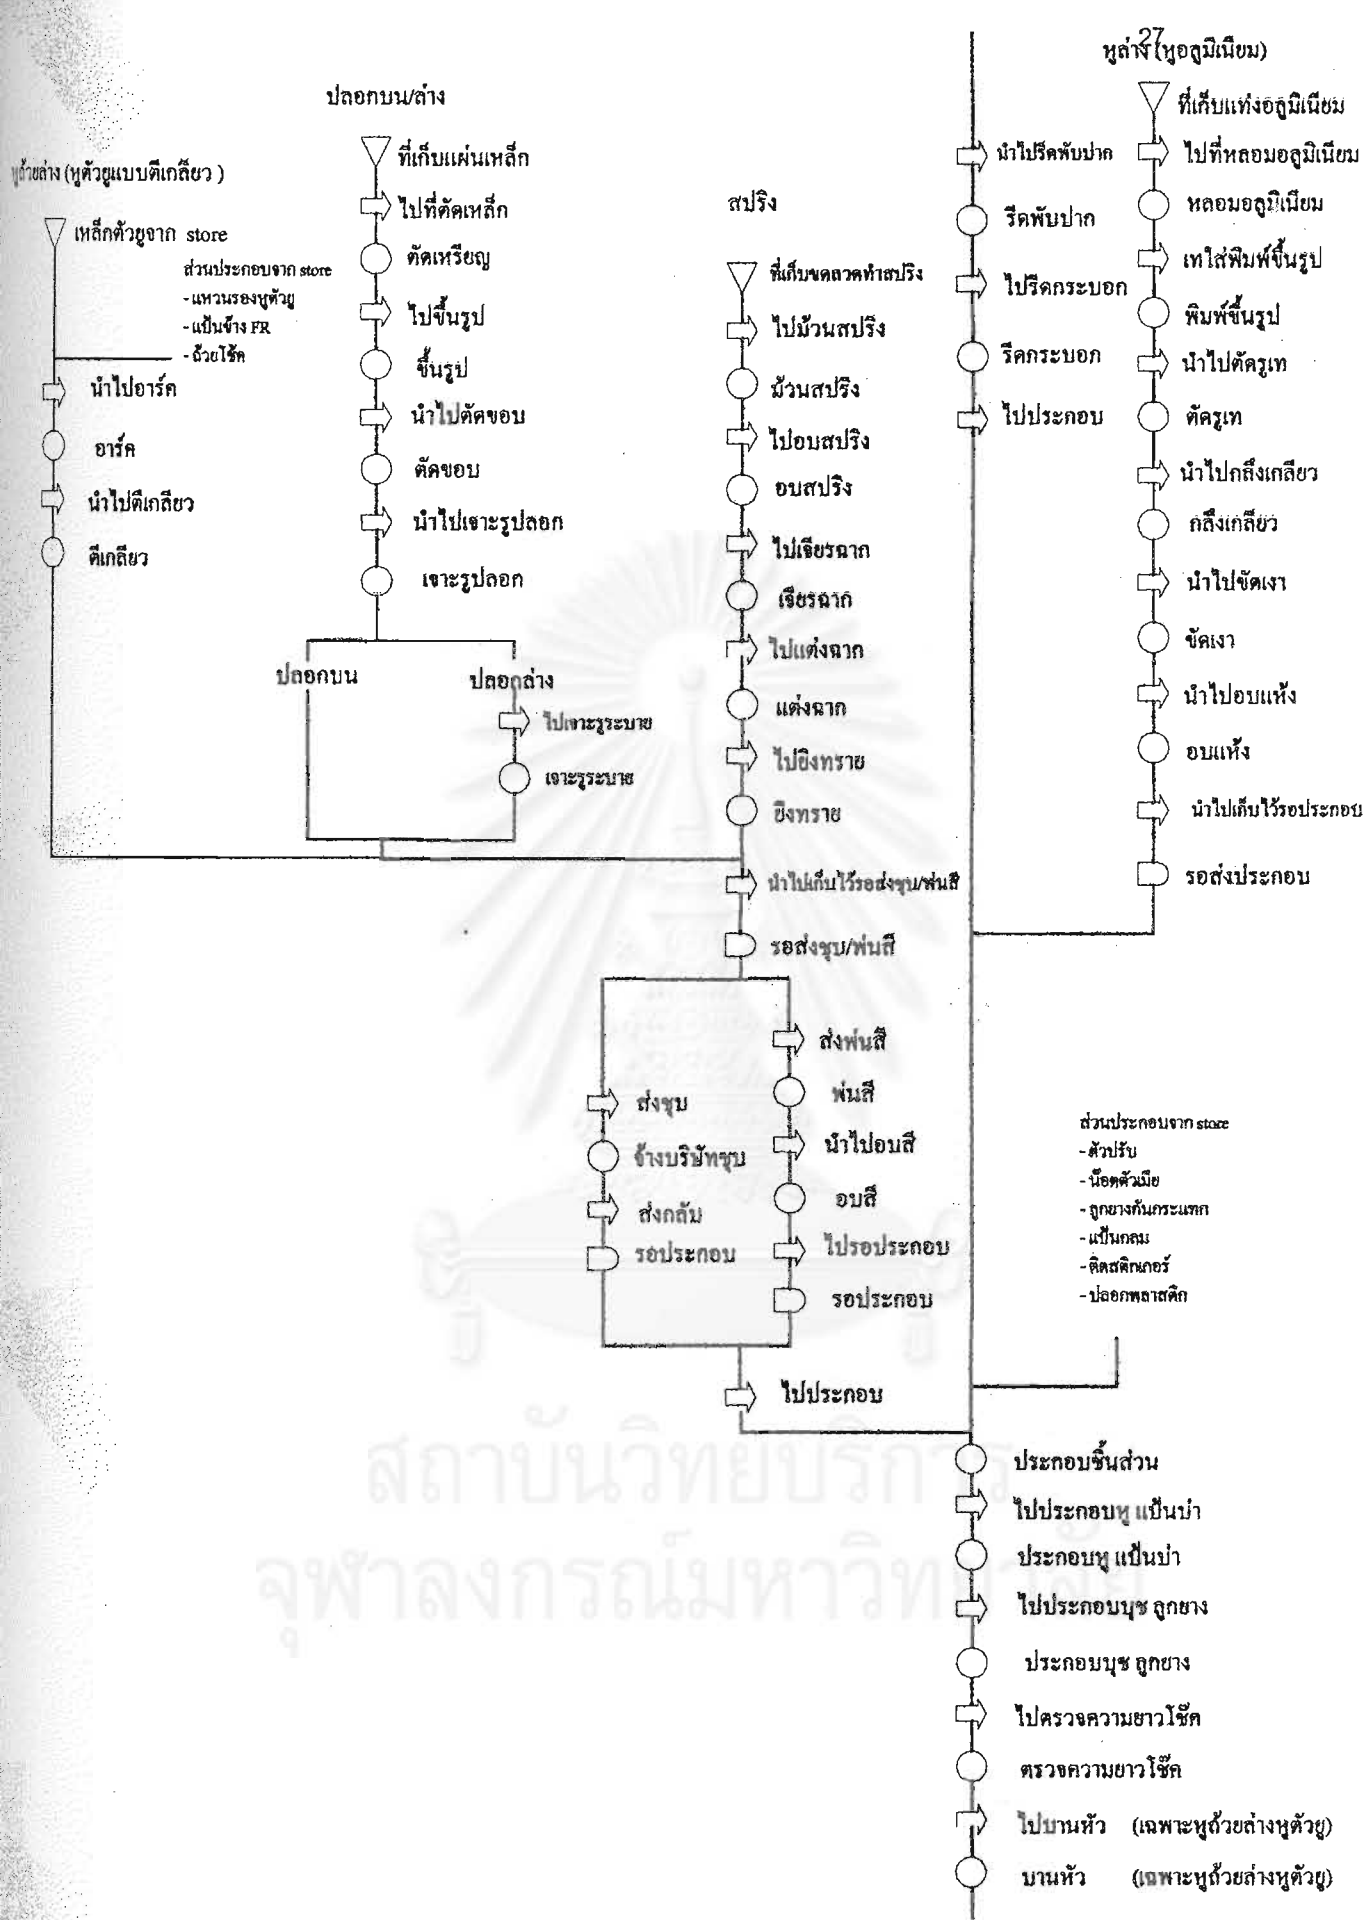 27
หูล่าง (หูอลูมิเนียม)
ที่เก็บแท่งอลูมิเนียม
ไปที่หลอมอลูมิเนียม
หลอมอลูมิเนียม
เทใส่พิมพ์ขึ้นรูป
พิมพ์ขึ้นรูป
นำไปตัดรูเท
ตัดรูเท
นำไปกลึงเกลียว
กลึงเกลียว
นำไปขัดเงา
ขัดเงา
นำไปอบแห้ง
อบแห้ง
นำไปเก็บไว้รอประกอบ
รอส่งประกอบ
นำไปรีดพับปาก
รีดพับปาก
ไปรีดกระบอก
รีดกระบอก
ไปประกอบ
ปลอกบน/ล่าง
ที่เก็บแผ่นเหล็ก
ไปที่ตัดเหล็ก
ตัดเหรียญ
ไปขึ้นรูป
ขึ้นรูป
นำไปตัดขอบ
ตัดขอบ
นำไปเจาะรูปลอก
เจาะรูปลอก
ปลอกบน
ปลอกล่าง
ไปเจาะรูระบาย
เจาะรูระบาย
หูถ้วยล่าง (หูตัวยูแบบตีเกลียว )
เหล็กตัวยูจาก store
ส่วนประกอบจาก store
- แหวนรองหูตัวยู
- แป้นข้าง FR
- ถ้วยโช้ค
นำไปอาร์ค
อาร์ค
นำไปตีเกลียว
ตีเกลียว
สปริง
ที่เก็บขดลวดทำสปริง
ไปม้วนสปริง
ม้วนสปริง
ไปอบสปริง
อบสปริง
ไปเจียรฉาก
เจียรฉาก
ไปแต่งฉาก
แต่งฉาก
ไปยิงทราย
ยิงทราย
นำไปเก็บไว้รอส่งชุบ/พ่นสี
รอส่งชุบ/พ่นสี
ส่งชุบ
จ้างบริษัทชุบ
ส่งกลับ
รอประกอบ
ส่งพ่นสี
พ่นสี
นำไปอบสี
อบสี
ไปรอประกอบ
รอประกอบ
ไปประกอบ
ส่วนประกอบจาก store
- ตัวปรับ
- น๊อตตัวเมีย
- ลูกยางกันกระแทก
- แป้นกลม
- ติดสติกเกอร์
- ปลอกพลาสติก
ประกอบชิ้นส่วน
ไปประกอบหู แป้นบ่า
ประกอบหู แป้นบ่า
ไปประกอบบุช ลูกยาง
ประกอบบุช ลูกยาง
ไปตรวจความยาวโช๊ค
ตรวจความยาวโช๊ค
ไปบานหัว (เฉพาะหูถ้วยล่างหูตัวยู)
บานหัว (เฉพาะหูถ้วยล่างหูตัวยู)
สถาบันวิทยบริการ
จุฬาลงกรณ์มหาวิทยาลัย